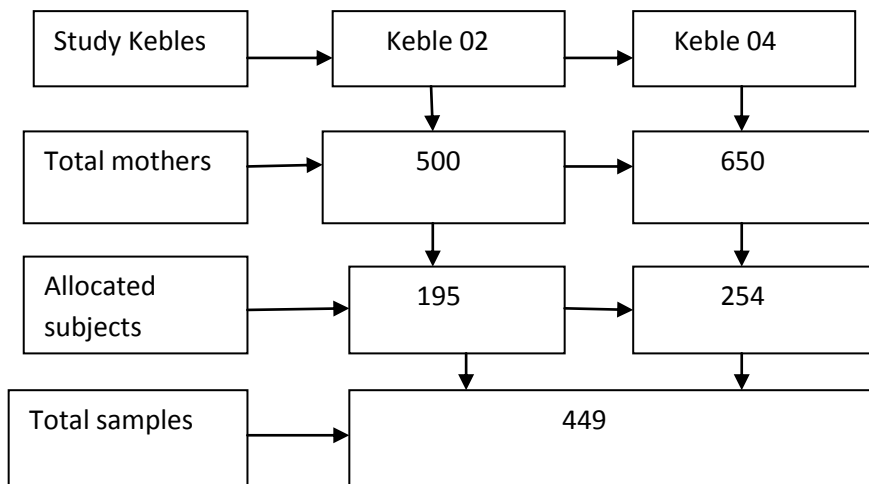 Study Kebles
Keble 02
Keble 04
Total mothers
500
650
Allocated
subjects
195
254
Total samples
449